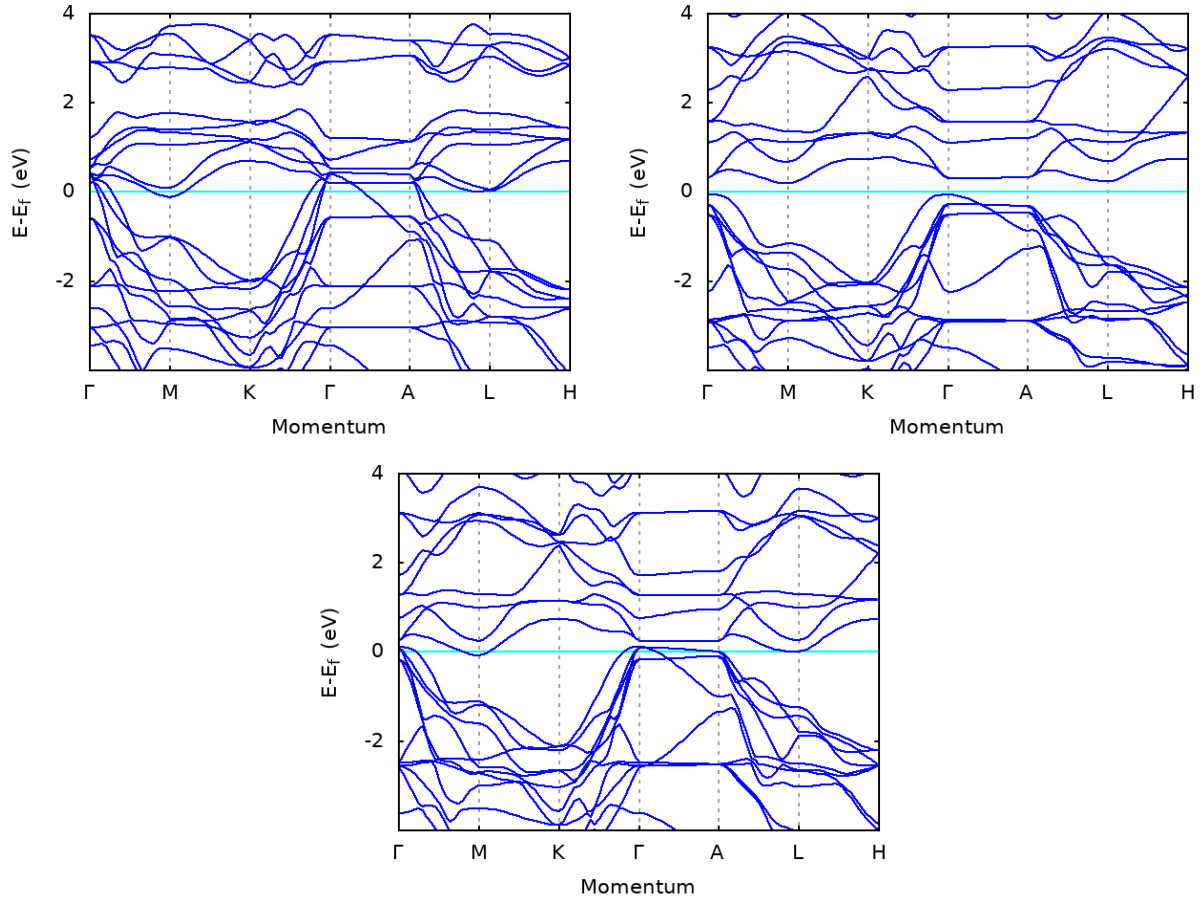 4
2
0
-2
E-Ef (eV)
Γ M K Γ A L H
Momentum
4
2
0
-2
E-Ef (eV)
Γ M K Γ A L H
Momentum
4
2
0
-2
E-Ef (eV)
Γ M K Γ A L H
Momentum